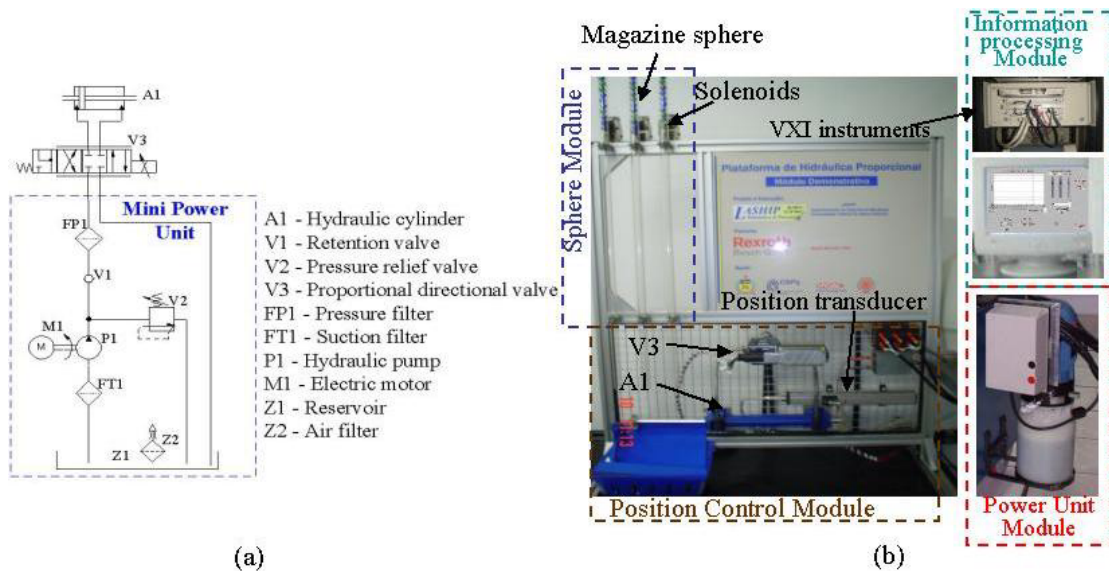 A1
V3
Mini Power
Unit
FP1
V1
V2
M1
M
P1
FT1
Z2
Z1
A1 - Hydraulic cylinder
V1 - Retention valve
V2 - Pressure relief valve
V3 - Proportional directional valve
FP1 - Pressure filter
FT1 - Suction filter
P1 - Hydraulic pump
M1 - Electric motor
Z1 - Reservoir
Z2 - Air filter
(a)
Magazine sphere
Solenoids
Sphere Module
Plataforma de Hidráulica Proporcional
Módulo Demonstrativo
LASHIP
Rexroth
Position transducer
V3
A1
Position Control Module
Information
processing
Module
VXI instruments
Power Unit
Module
(b)